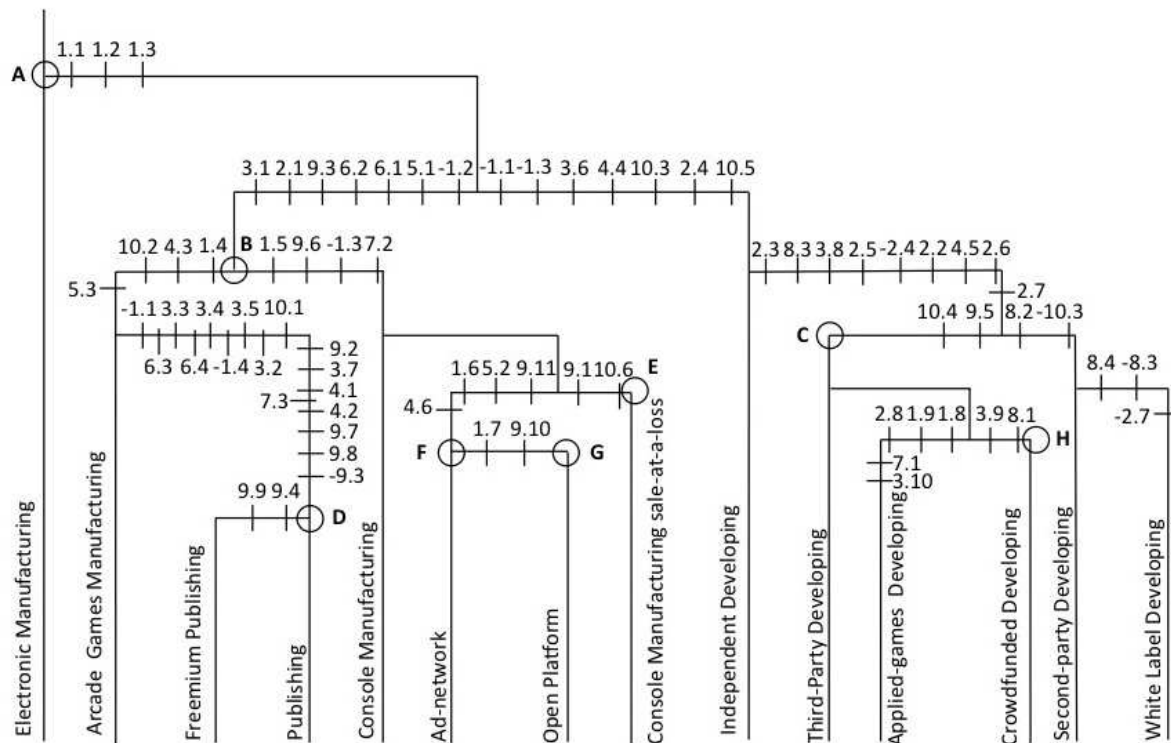 1.1 1.2 1.3
A
3.1 2.1 9.3 6.2 6.1 5.1 -1.2 -1.1 -1.3 3.6 4.4 10.3 2.4 10.5
10.2 4.3 1.4 B 1.5 9.6 -1.3 7.2
2.3 8.3 3.8 2.5 -2.4 2.2 4.5 2.6
5.3
2.7
-1.1 3.3 3.4 3.5 10.1
10.4 9.5 8.2 -10.3
C
6.3 6.4 -1.4 3.2
9.2
3.7
4.1
7.3
4.2
9.7
9.8
-9.3
1.6 5.2 9.11 9.1 10.6 E
8.4 -8.3
-2.7
4.6
2.8 1.9 1.8 3.9 8.1
H
F 1.7 9.10 G
7.1
3.10
9.9 9.4
D
Electronic Manufacturing
Arcade Games Manufacturing
Freemium Publishing
Publishing
Console Manufacturing
Ad-network
Open Platform
Console Manufacturing sale-at-a-loss
Independent Developing
Third-Party Developing
Applied-games Developing
Crowdfunded Developing
Second-party Developing
White Label Developing